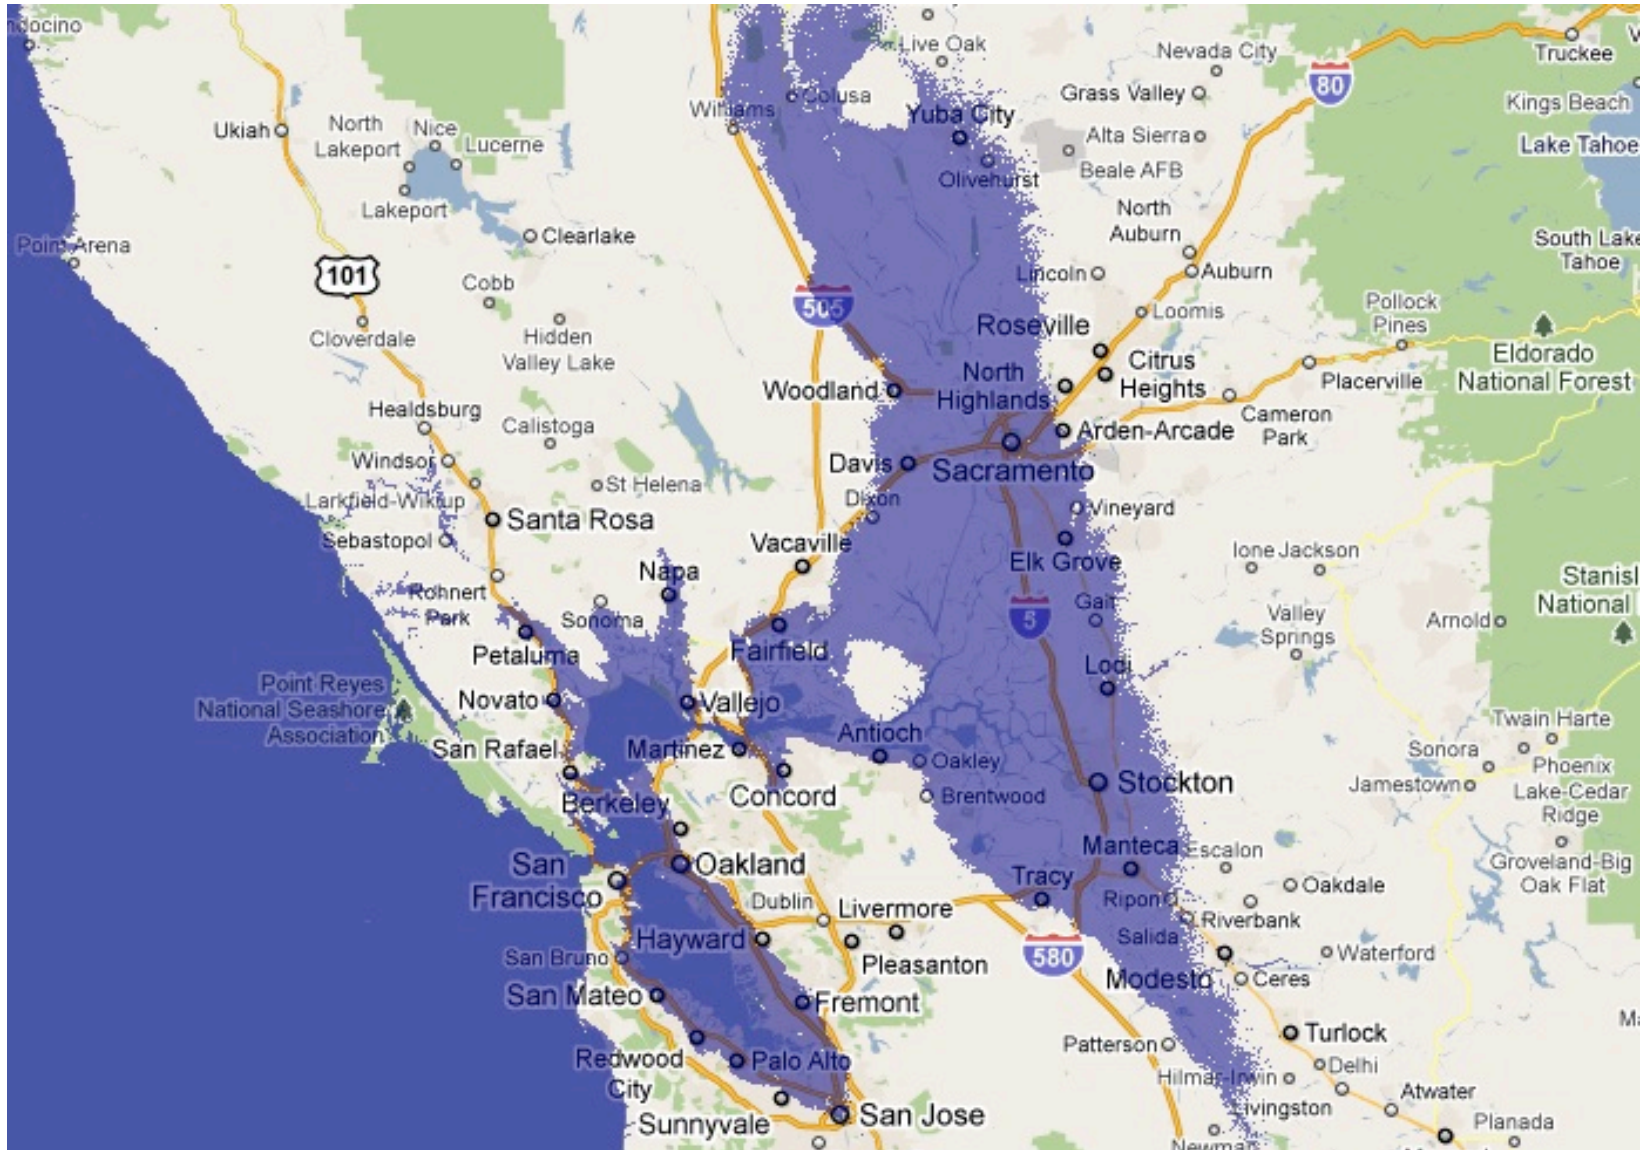 ndocino
Live Oak
Nevada City
Truckee
80
Williams
Colusa
Grass Valley
Kings Beach
Yuba City
Ukiah
North
Lakeport
Nice
Lucerne
Alta Sierra
Lake Tahoe
Beale AFB
Olivehurst
Lakeport
North
Auburn
Clearlake
Point Arena
South Lake
Tahoe
101
Lincoln
Auburn
Cobb
505
Pollock
Pines
Loomis
Roseville
Cloverdale
Hidden
Valley Lake
Citrus
Heights
Eldorado
National Forest
North
Highlands
Woodland
Placerville
Healdsburg
Calistoga
Cameron
Park
Arden-Arcade
Windsor
Davis
Sacramento
St Helena
Larkfield-Wikiup
Dixon
Vineyard
Santa Rosa
Sebastopol
Vacaville
Ione
Jackson
Elk Grove
Napa
Stanisl
National
Rohnert
Park
Sonoma
5
Galt
Valley
Springs
Arnold
Petaluma
Fairfield
Lodi
Point Reyes
National Seashore
Association
Novato
Vallejo
Twain Harte
San Rafael
Martinez
Antioch
Sonora
Oakley
Phoenix
Lake-Cedar
Ridge
Stockton
Jamestown
Berkeley
Concord
Brentwood
Manteca
Escalon
San
Francisco
Oakland
Groveland-Big
Oak Flat
Tracy
Oakdale
Dublin
Livermore
Ripon
Riverbank
Hayward
Salida
San Bruno
580
Waterford
Pleasanton
Modesto
Ceres
San Mateo
Fremont
Turlock
Patterson
Redwood
City
Palo Alto
Delhi
Hilmar-Irwin
Atwater
Livingston
San Jose
Sunnyvale
Planada
Newman